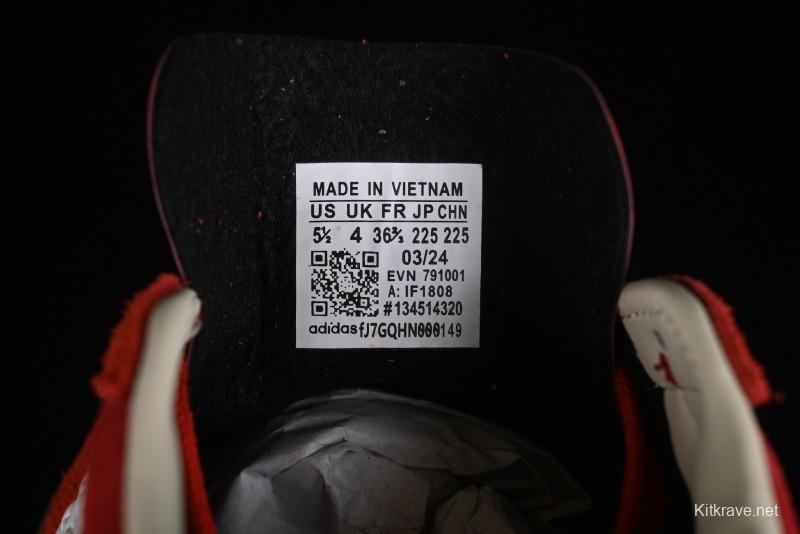 MADE IN VIETNAM
US UK FR JP CHN
5½ 4 36⅔ 225 225
03/24
EVN 791001
A: IF1808
#134514320
adidas fJ7GQHN000149
Kitkrave.net